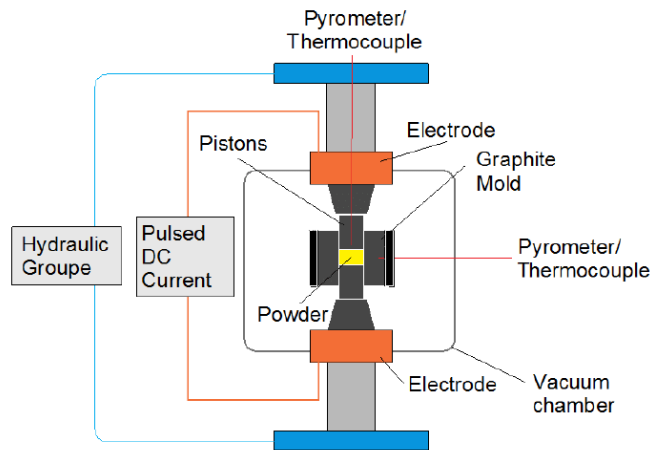 Pyrometer/
Thermocouple
Electrode
Pistons
Graphite
Mold
Hydraulic
Groupe
Pulsed
DC
Current
Pyrometer/
Thermocouple
Powder
Electrode
Vacuum
chamber